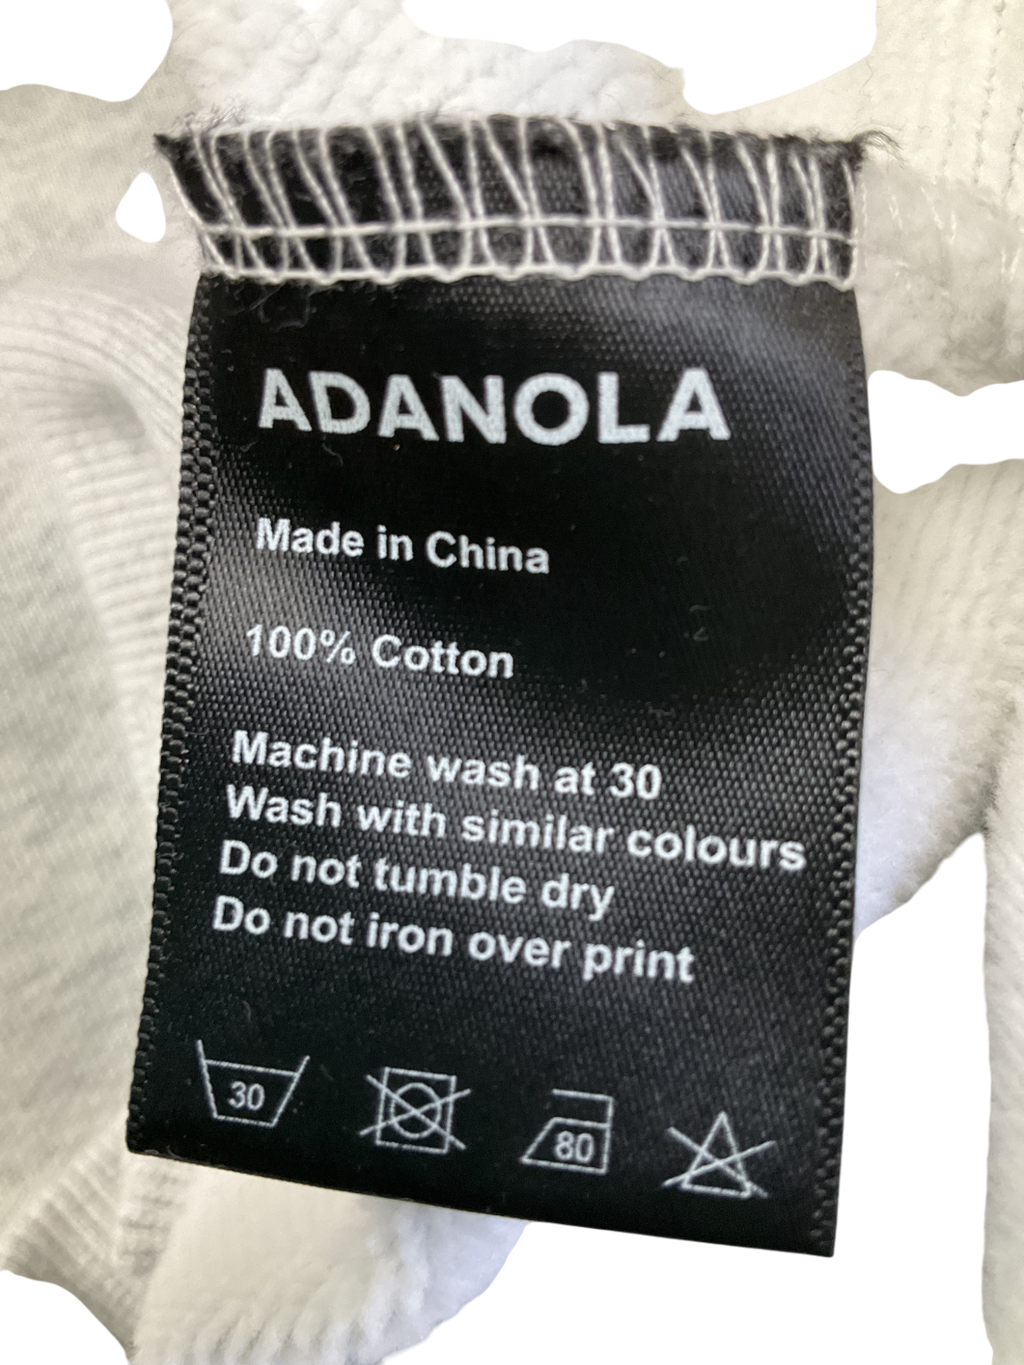 ADANOLA
Made in China
100% Cotton
Machine wash at 30
Wash with similar colours
Do not tumble dry
Do not iron over print
30
80